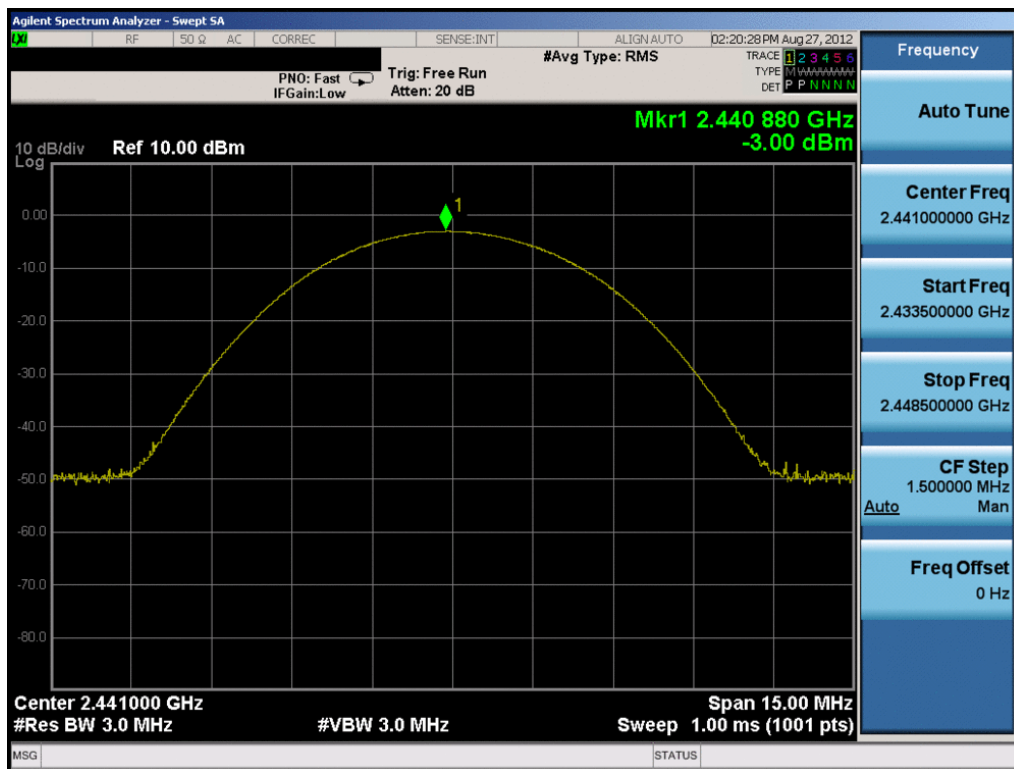 Agilent Spectrum Analyzer - Swept SA
LXI RF 50 Ω AC CORREC SENSE:INT ALIGNAUTO 02:20:28 PM Aug 27, 2012
#Avg Type: RMS TRACE 1 2 3 4 5 6
PNO: Fast Trig: Free Run TYPE M WWWWW
IFGain:Low Atten: 20 dB DET P P N N N N
Mkr1 2.440 880 GHz
-3.00 dBm
10 dB/div Ref 10.00 dBm
Log
1
0.00
-10.0
-20.0
-30.0
-40.0
-50.0
-60.0
-70.0
-80.0
Center 2.441000 GHz Span 15.00 MHz
#Res BW 3.0 MHz #VBW 3.0 MHz Sweep 1.00 ms (1001 pts)
MSG STATUS
Frequency
Auto Tune
Center Freq
2.441000000 GHz
Start Freq
2.433500000 GHz
Stop Freq
2.448500000 GHz
CF Step
1.500000 MHz
Auto Man
Freq Offset
0 Hz